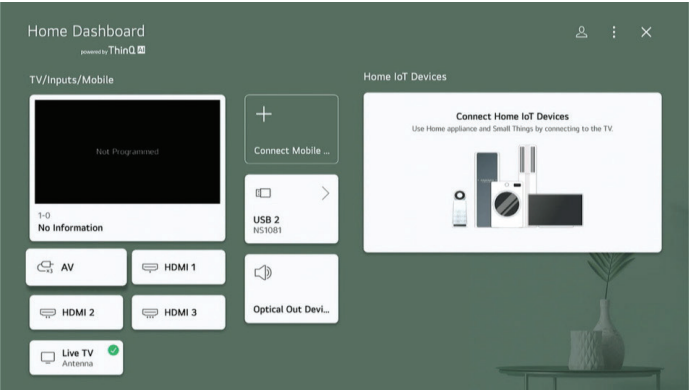 Home Dashboard
powered by ThinQ AI
TV/Inputs/Mobile
Not Programmed
1-0
No Information
AV
HDMI 1
HDMI 2
HDMI 3
Live TV
Antenna
Connect Mobile ...
USB 2
NS1081
Optical Out Devi...
Home IoT Devices
Connect Home IoT Devices
Use Home appliance and Small Things by connecting to the TV.